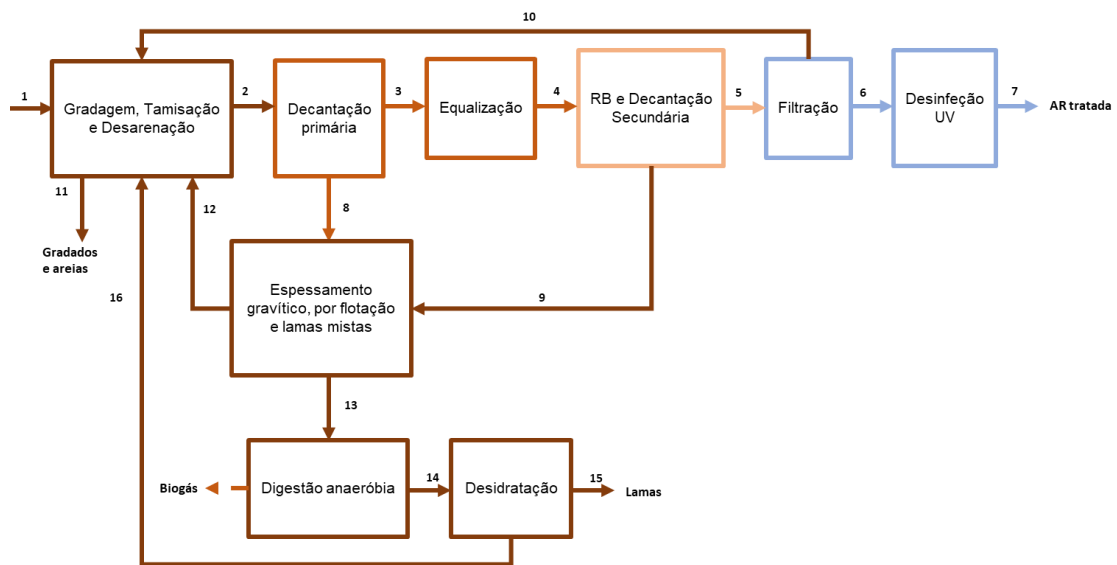 10
1
Gradagem, Tamisação
e Desarenação
2
Decantação
primária
3
Equalização
4
RB e Decantação
Secundária
5
Filtração
6
Desinfeção
UV
7
AR tratada
11
Gradados
e areias
12
8
16
Espessamento
gravítico, por flotação
e lamas mistas
9
13
Biogás
Digestão anaeróbia
14
Desidratação
15
Lamas